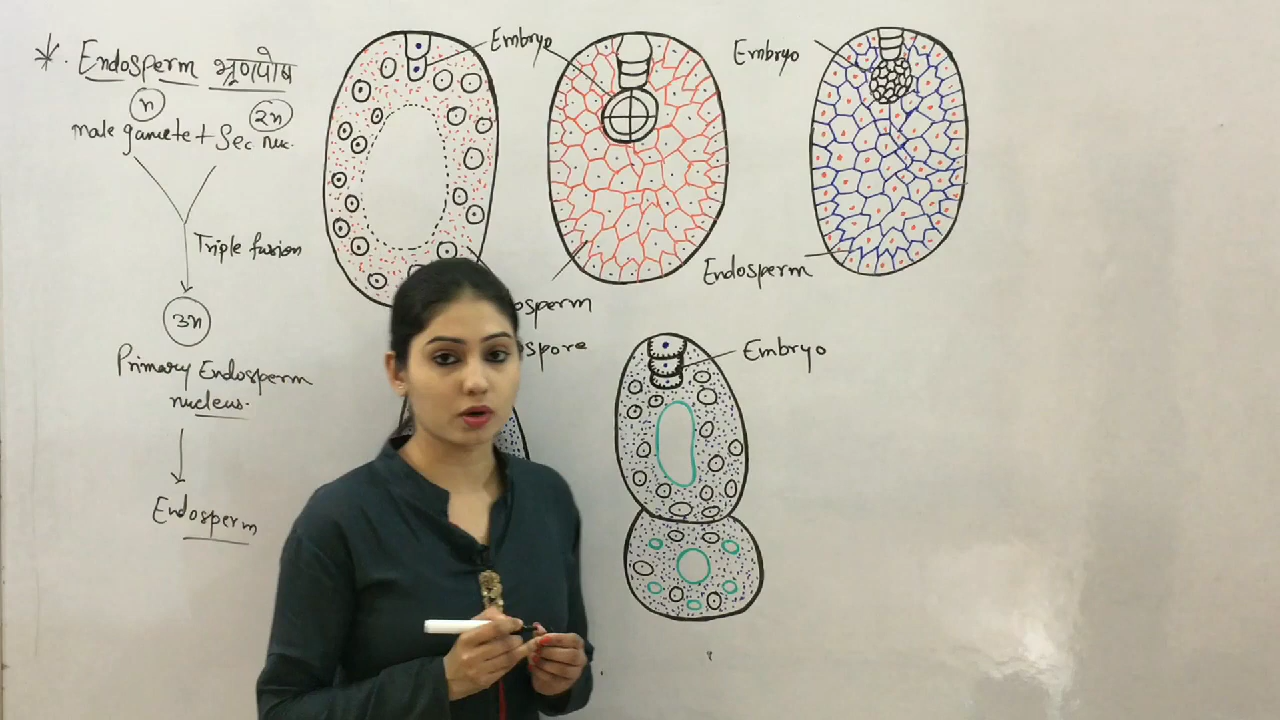 * Endosperm भ्रूणपोष
n
2n
male gamete + Sec nuc.
Triple fusion
3n
Primary Endosperm
nucleus.
Endosperm
Embryo
Embryo
Endosperm
Embryo